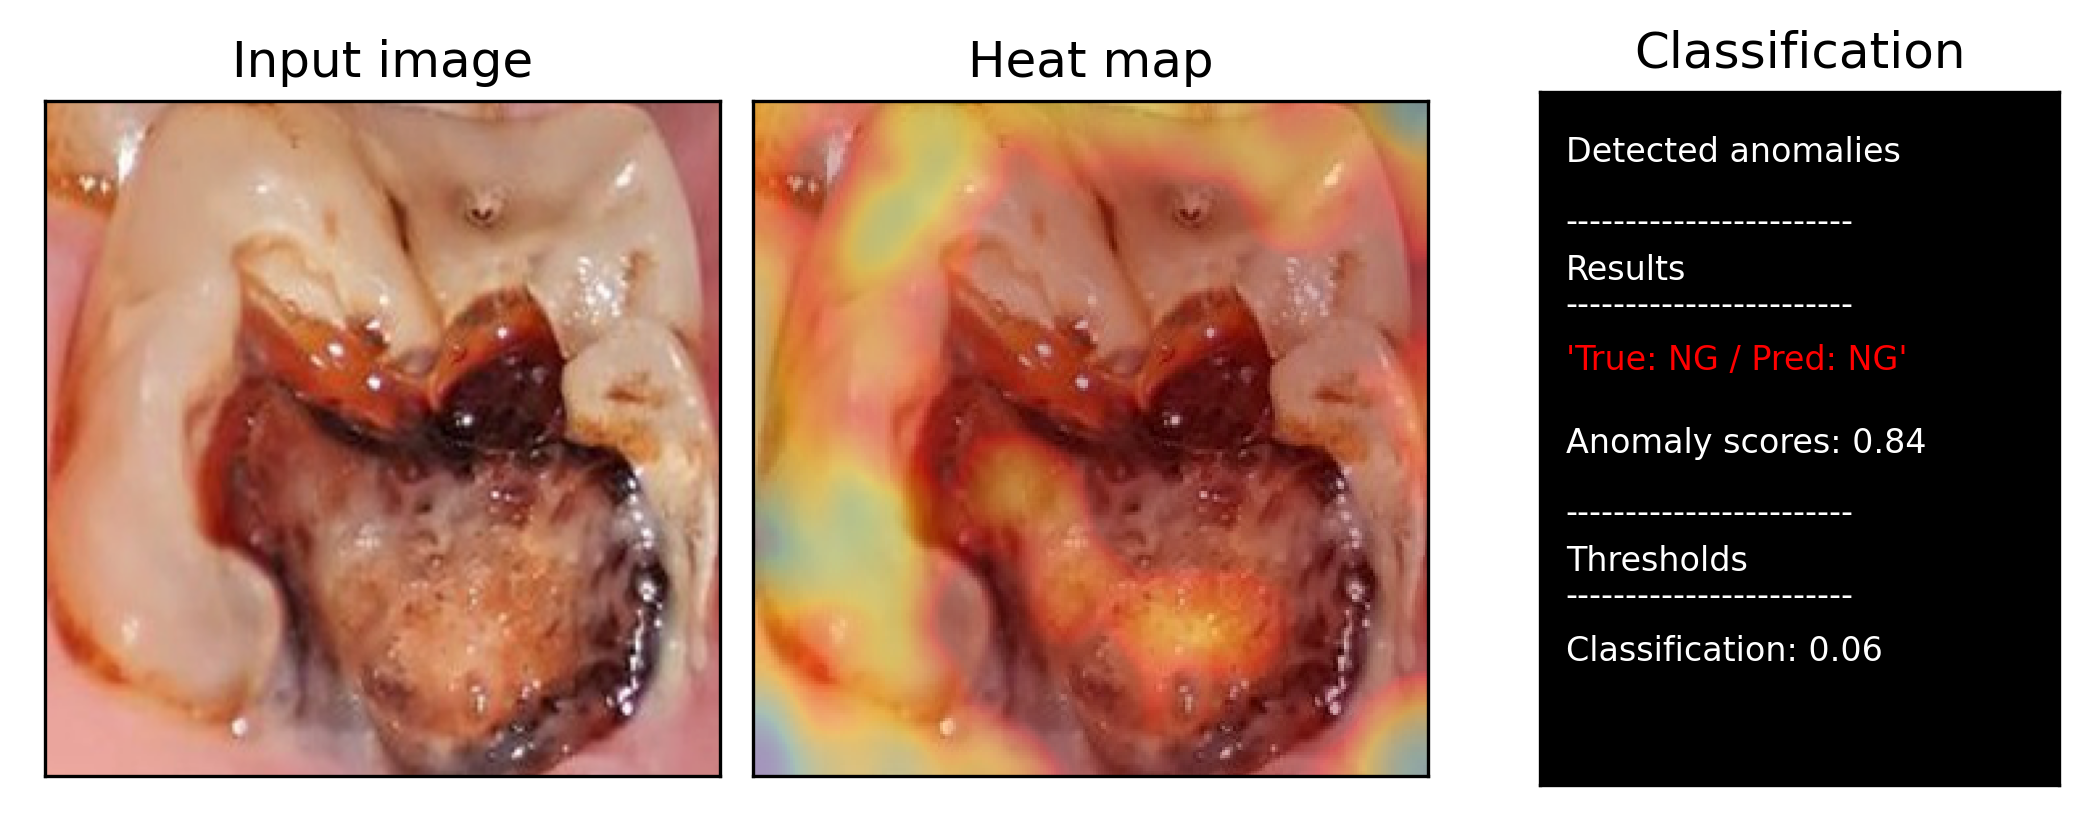 Input image
Heat map
Classification
Detected anomalies
------------------------
Results
------------------------
'True: NG / Pred: NG'
Anomaly scores: 0.84
------------------------
Thresholds
------------------------
Classification: 0.06